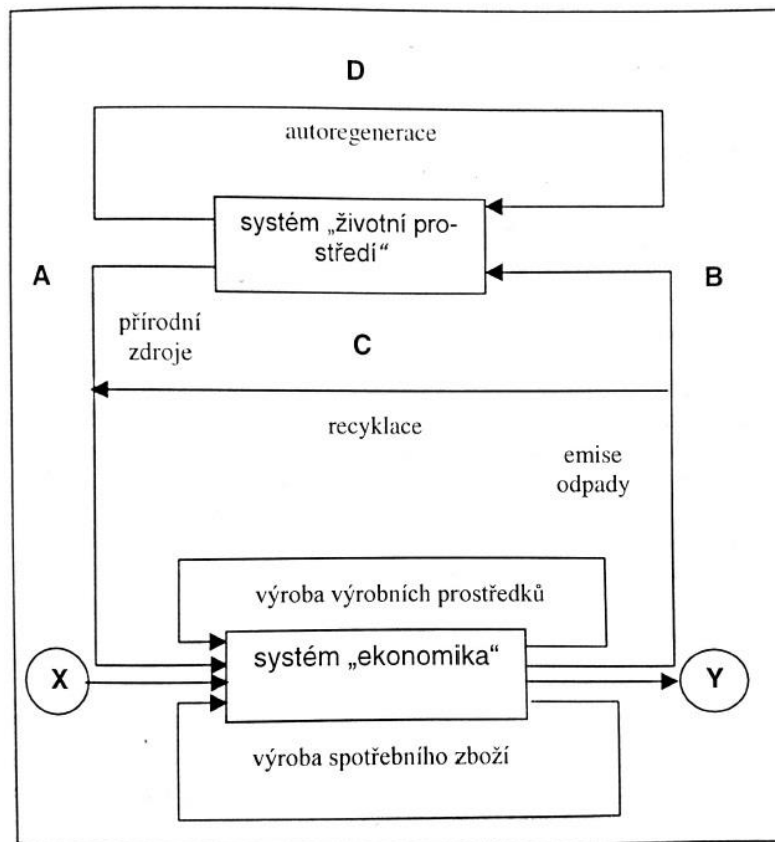 D
autoregenerace
systém „životní pro-
středí“
A
B
přírodní
zdroje
C
recyklace
emise
odpady
výroba výrobních prostředků
systém „ekonomika“
X
Y
výroba spotřebního zboží